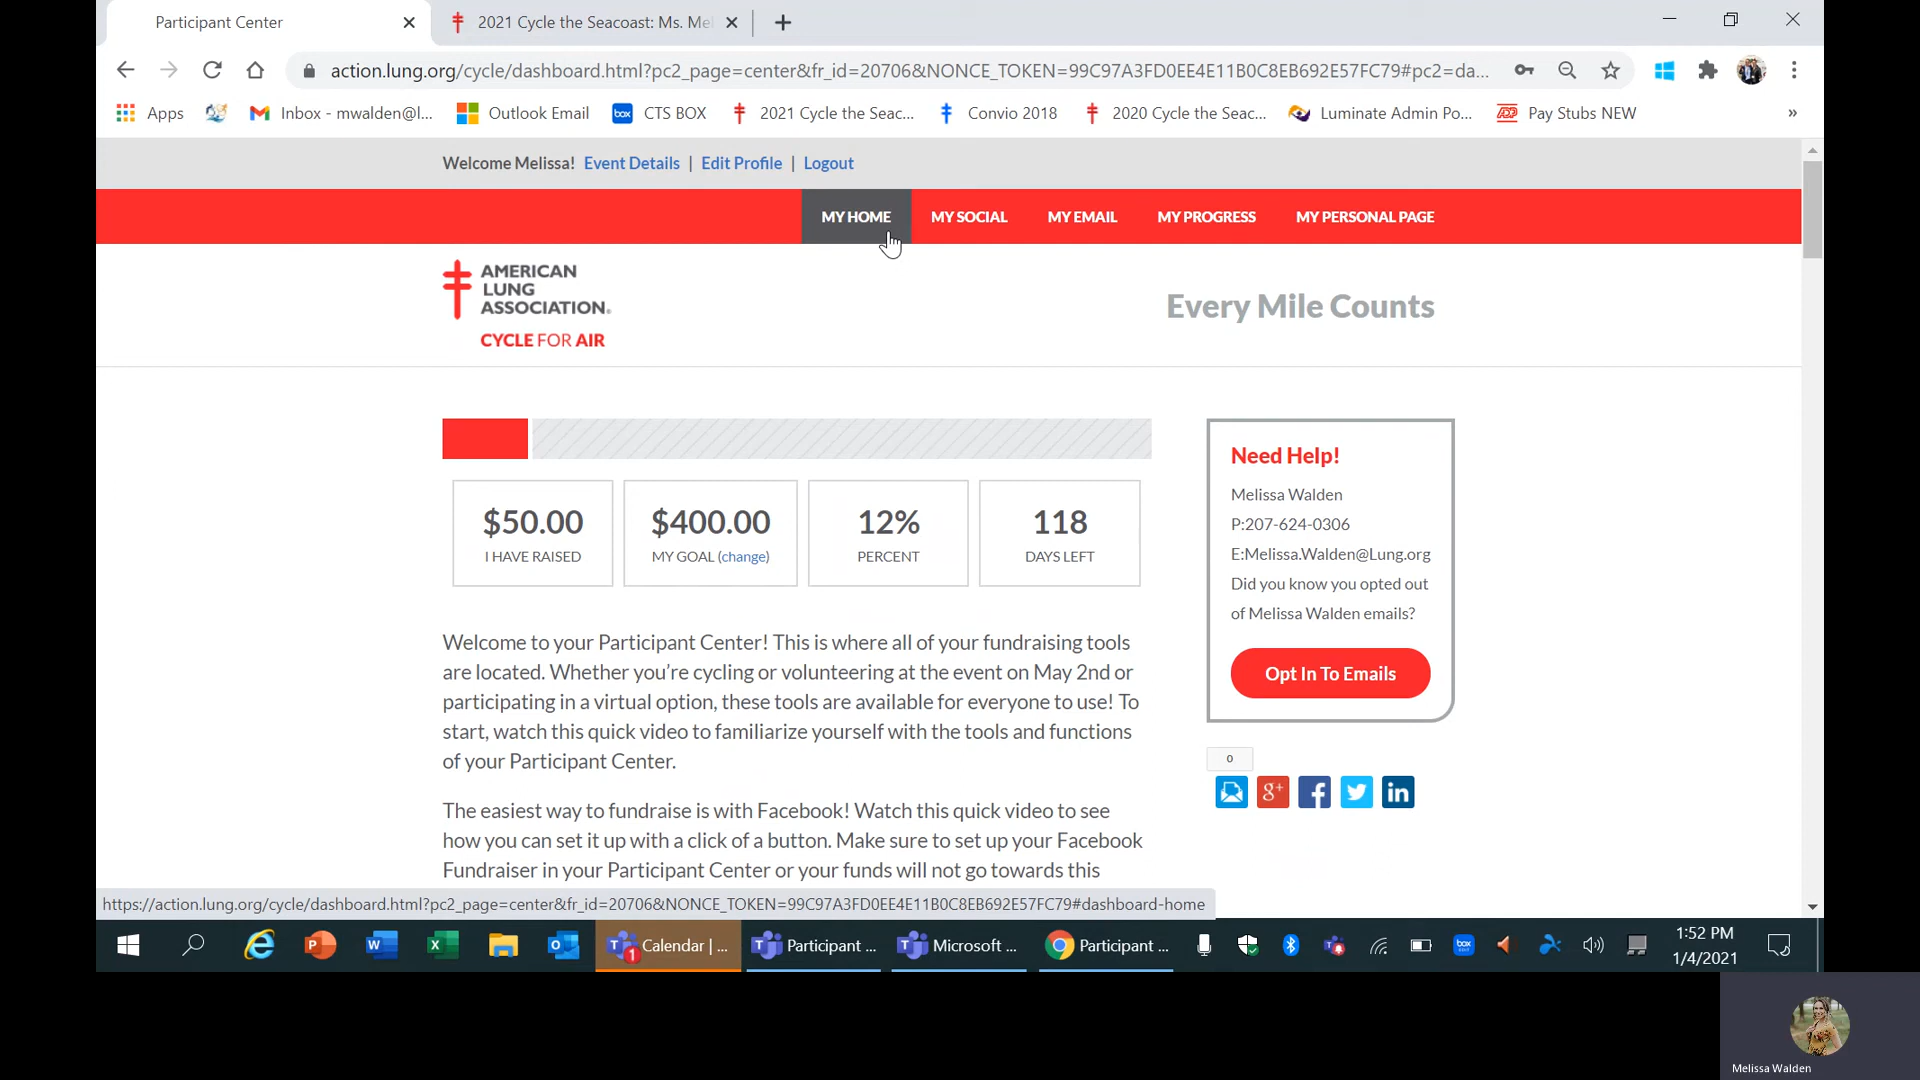 Participant Center
2021 Cycle the Seacoast: Ms. Me
action.lung.org/cycle/dashboard.html?pc2_page=center&fr_id=20706&NONCE_TOKEN=99C97A3FD0EE4E11B0C8EB692E57FC79#pc2=da...
Apps Inbox - mwalden@l... Outlook Email box CTS BOX 2021 Cycle the Seac... Convio 2018 2020 Cycle the Seac... Luminate Admin Po... Pay Stubs NEW »
Welcome Melissa! Event Details | Edit Profile | Logout
MY HOME MY SOCIAL MY EMAIL MY PROGRESS MY PERSONAL PAGE
AMERICAN
LUNG
ASSOCIATION®
CYCLE FOR AIR
Every Mile Counts
$50.00
I HAVE RAISED
$400.00
MY GOAL (change)
12%
PERCENT
118
DAYS LEFT
Welcome to your Participant Center! This is where all of your fundraising tools
are located. Whether you're cycling or volunteering at the event on May 2nd or
participating in a virtual option, these tools are available for everyone to use! To
start, watch this quick video to familiarize yourself with the tools and functions
of your Participant Center.
The easiest way to fundraise is with Facebook! Watch this quick video to see
how you can set it up with a click of a button. Make sure to set up your Facebook
Fundraiser in your Participant Center or your funds will not go towards this
Need Help!
Melissa Walden
P:207-624-0306
E:Melissa.Walden@Lung.org
Did you know you opted out
of Melissa Walden emails?
Opt In To Emails
0
https://action.lung.org/cycle/dashboard.html?pc2_page=center&fr_id=20706&NONCE_TOKEN=99C97A3FD0EE4E11B0C8EB692E57FC79#dashboard-home
Calendar | ... Participant ... Microsoft ... Participant ...
1:52 PM
1/4/2021
Melissa Walden